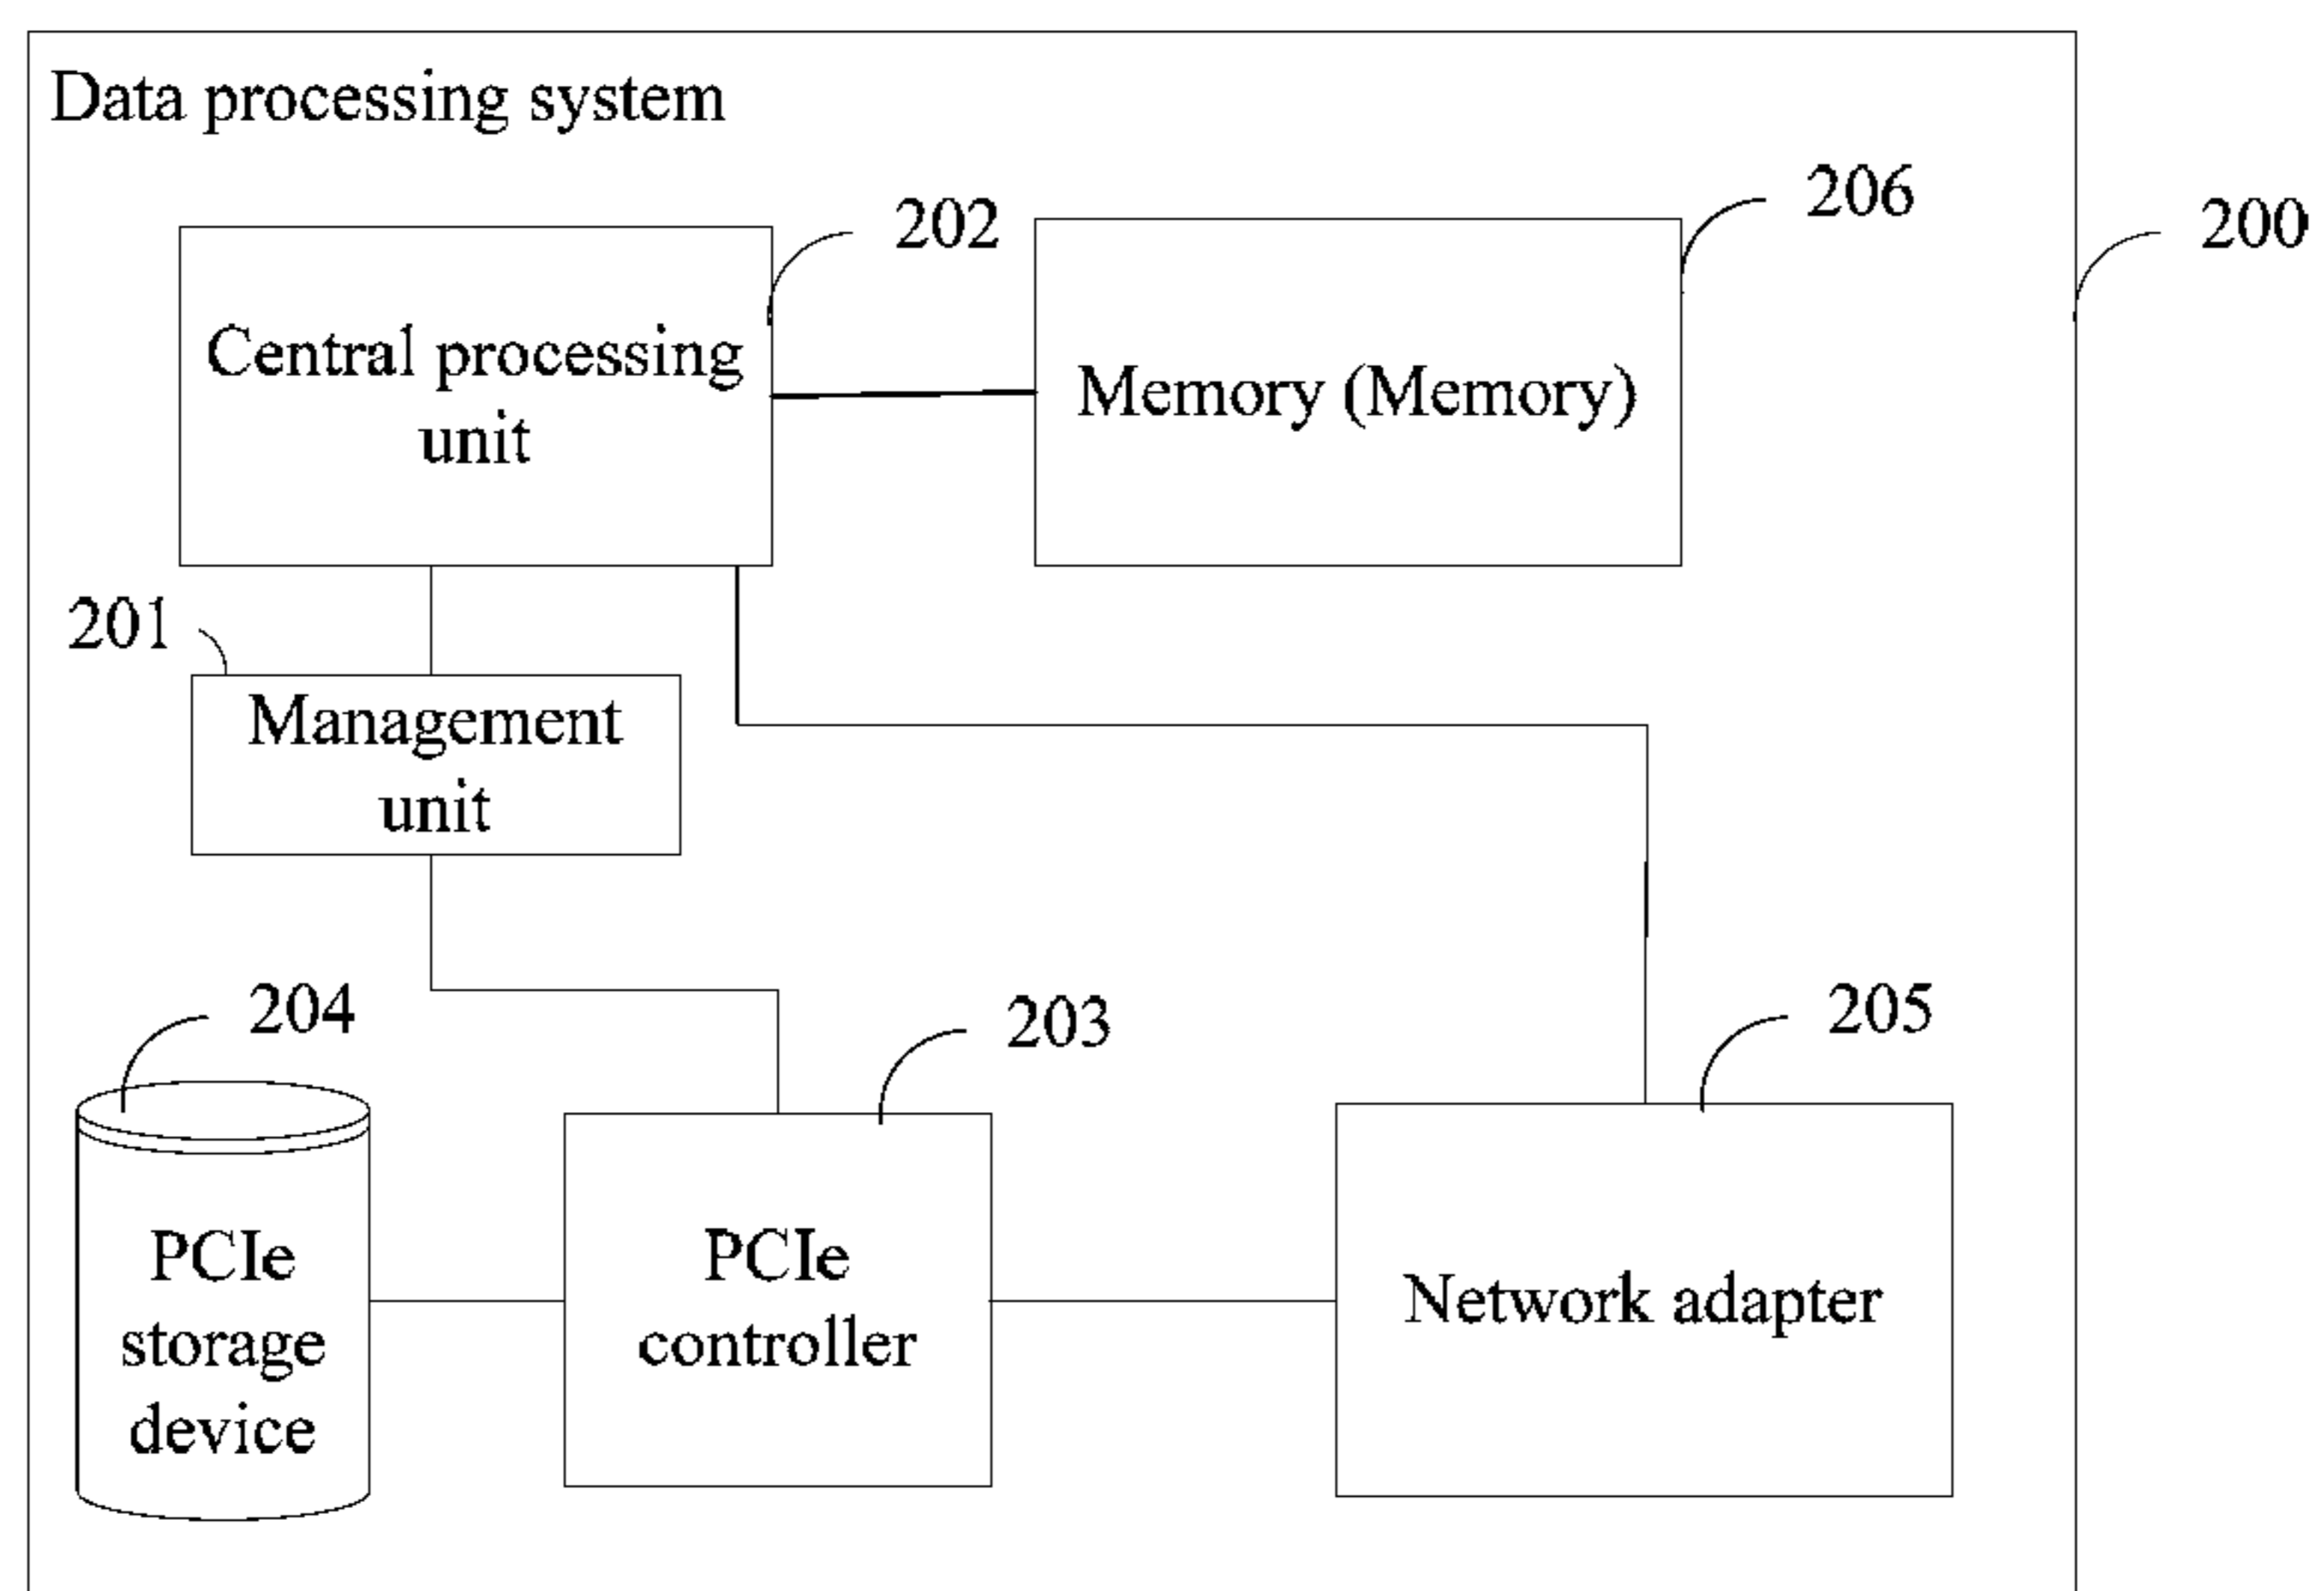 Data processing system
206
202
200
Central processing
unit
Memory (Memory)
201
Management
unit
204
203
205
PCIe
storage
device
PCIe
controller
Network adapter